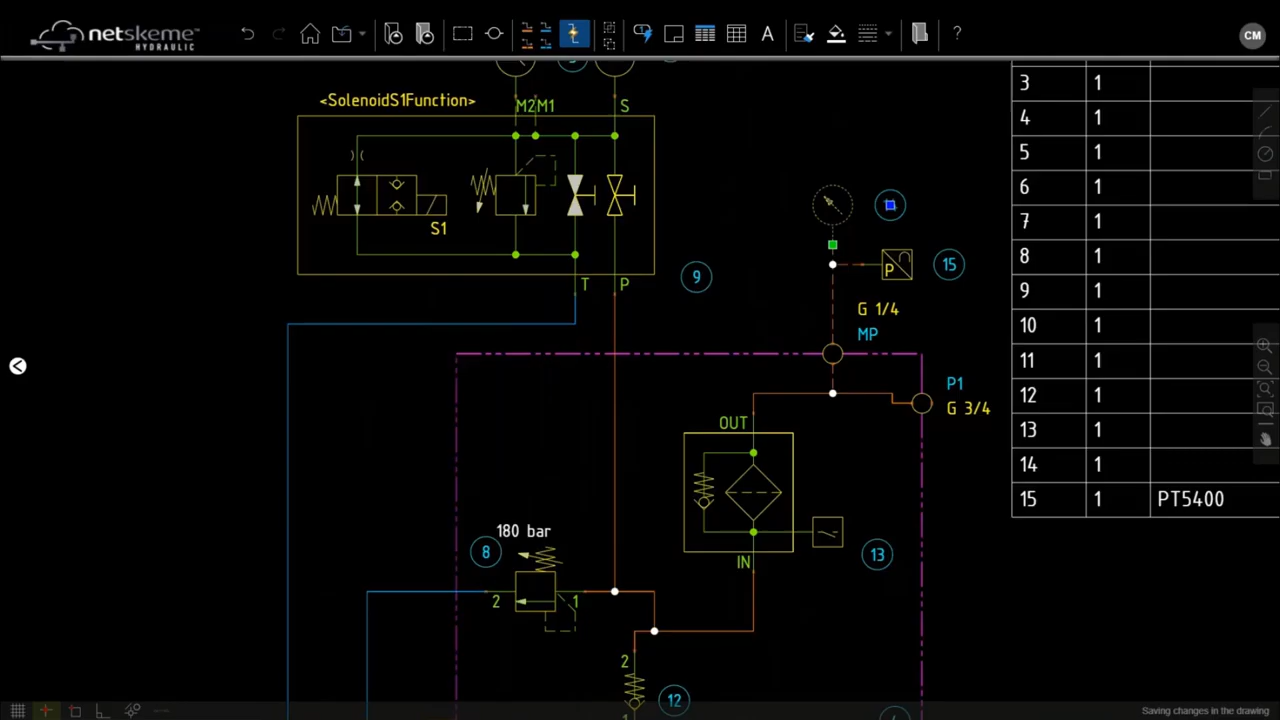 netskeme™
HYDRAULIC
A
?
CM
<SolenoidS1Function>
M2M1
S
S1
T
P
9
P
15
G 1/4
MP
P1
G 3/4
OUT
IN
13
180 bar
8
2
1
2
12
3 1
4 1
5 1
6 1
7 1
8 1
9 1
10 1
11 1
12 1
13 1
14 1
15 1 PT5400
Saving changes in the drawing